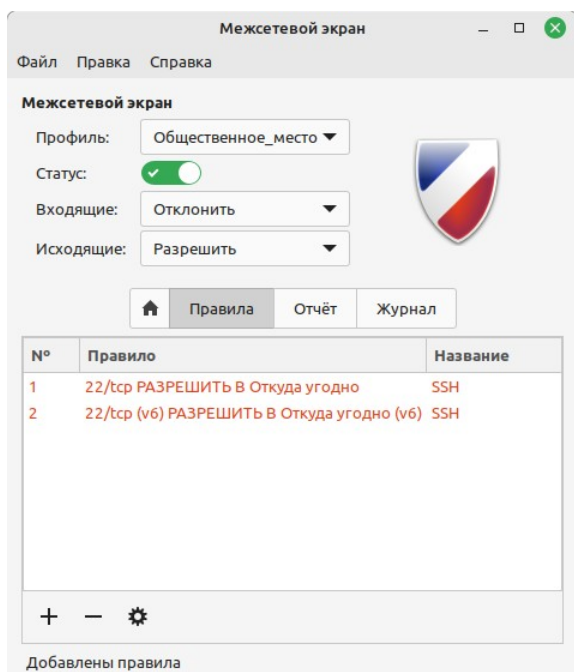 Межсетевой экран
Файл Правка Справка
Межсетевой экран
Профиль: Общественное_место
Статус:
Входящие: Отклонить
Исходящие: Разрешить
Правила Отчёт Журнал
Nº Правило Название
1 22/tcp РАЗРЕШИТЬ В Откуда угодно SSH
2 22/tcp (v6) РАЗРЕШИТЬ В Откуда угодно (v6) SSH
Добавлены правила